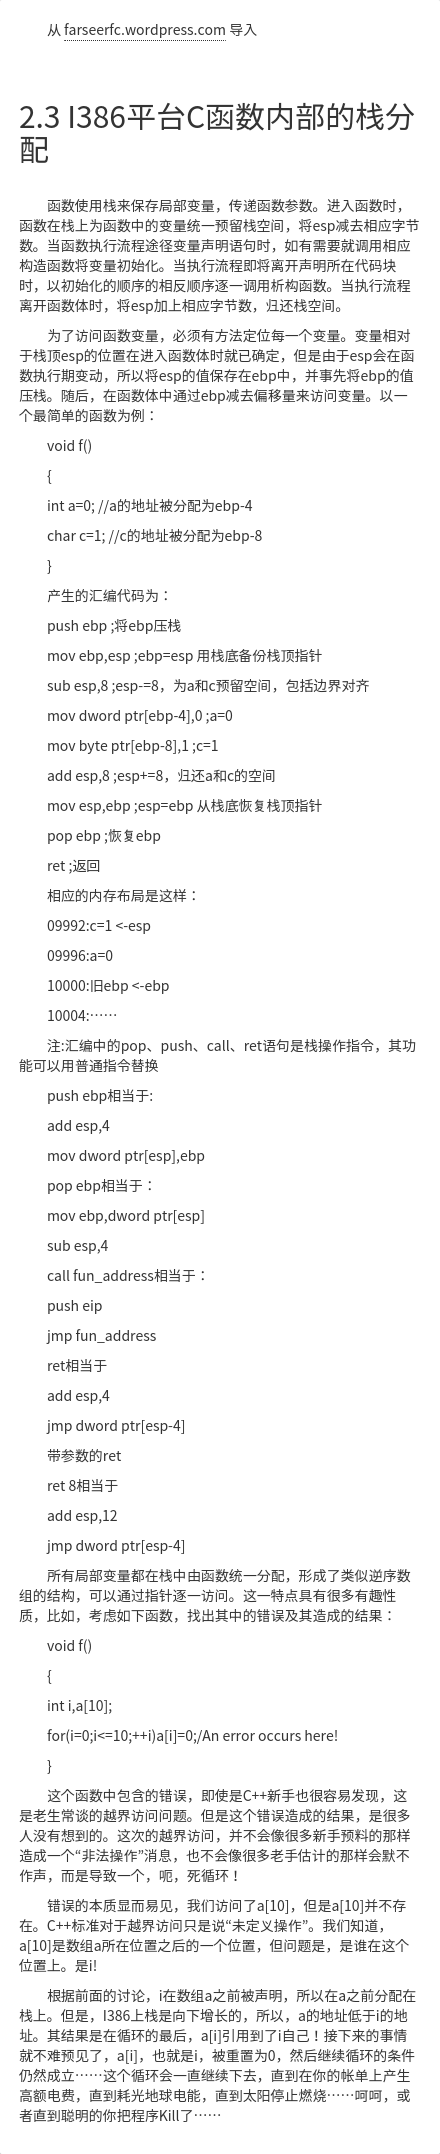 从 farseerfc.wordpress.com 导入
2.3 I386平台C函数内部的栈分
配
函数使用栈来保存局部变量，传递函数参数。进入函数时，
函数在栈上为函数中的变量统一预留栈空间，将esp减去相应字节
数。当函数执行流程途径变量声明语句时，如有需要就调用相应
构造函数将变量初始化。当执行流程即将离开声明所在代码块
时，以初始化的顺序的相反顺序逐一调用析构函数。当执行流程
离开函数体时，将esp加上相应字节数，归还栈空间。
为了访问函数变量，必须有方法定位每一个变量。变量相对
于栈顶esp的位置在进入函数体时就已确定，但是由于esp会在函
数执行期变动，所以将esp的值保存在ebp中，并事先将ebp的值
压栈。随后，在函数体中通过ebp减去偏移量来访问变量。以一
个最简单的函数为例：
void f()
{
int a=0; //a的地址被分配为ebp-4
char c=1; //c的地址被分配为ebp-8
}
产生的汇编代码为：
push ebp ;将ebp压栈
mov ebp,esp ;ebp=esp 用栈底备份栈顶指针
sub esp,8 ;esp-=8，为a和c预留空间，包括边界对齐
mov dword ptr[ebp-4],0 ;a=0
mov byte ptr[ebp-8],1 ;c=1
add esp,8 ;esp+=8，归还a和c的空间
mov esp,ebp ;esp=ebp 从栈底恢复栈顶指针
pop ebp ;恢复ebp
ret ;返回
相应的内存布局是这样：
09992:c=1 <-esp
09996:a=0
10000:旧ebp <-ebp
10004:……
注:汇编中的pop、push、call、ret语句是栈操作指令，其功
能可以用普通指令替换
push ebp相当于:
add esp,4
mov dword ptr[esp],ebp
pop ebp相当于：
mov ebp,dword ptr[esp]
sub esp,4
call fun_address相当于：
push eip
jmp fun_address
ret相当于
add esp,4
jmp dword ptr[esp-4]
带参数的ret
ret 8相当于
add esp,12
jmp dword ptr[esp-4]
所有局部变量都在栈中由函数统一分配，形成了类似逆序数
组的结构，可以通过指针逐一访问。这一特点具有很多有趣性
质，比如，考虑如下函数，找出其中的错误及其造成的结果：
void f()
{
int i,a[10];
for(i=0;i<=10;++i)a[i]=0;/An error occurs here!
}
这个函数中包含的错误，即使是C++新手也很容易发现，这
是老生常谈的越界访问问题。但是这个错误造成的结果，是很多
人没有想到的。这次的越界访问，并不会像很多新手预料的那样
造成一个“非法操作”消息，也不会像很多老手估计的那样会默不
作声，而是导致一个，呃，死循环！
错误的本质显而易见，我们访问了a[10]，但是a[10]并不存
在。C++标准对于越界访问只是说“未定义操作”。我们知道，
a[10]是数组a所在位置之后的一个位置，但问题是，是谁在这个
位置上。是i!
根据前面的讨论，i在数组a之前被声明，所以在a之前分配在
栈上。但是，I386上栈是向下增长的，所以，a的地址低于i的地
址。其结果是在循环的最后，a[i]引用到了i自己！接下来的事情
就不难预见了，a[i]，也就是i，被重置为0，然后继续循环的条件
仍然成立……这个循环会一直继续下去，直到在你的帐单上产生
高额电费，直到耗光地球电能，直到太阳停止燃烧……呵呵，或
者直到聪明的你把程序Kill了……